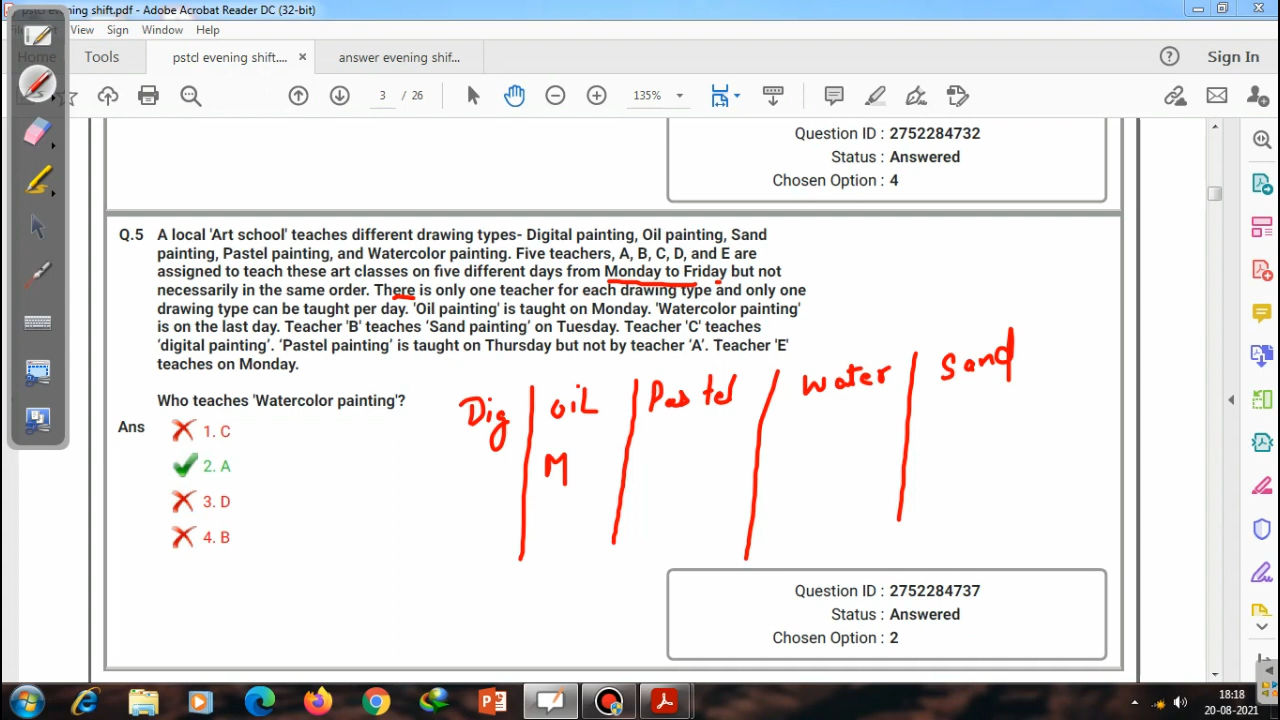 pstcl evening shift.pdf - Adobe Acrobat Reader DC (32-bit)
View Sign Window Help
Home Tools pstcl evening shift.... × answer evening shif... Sign In
3 / 26 135%
Question ID : 2752284732
Status : Answered
Chosen Option : 4
Q.5 A local 'Art school' teaches different drawing types- Digital painting, Oil painting, Sand
painting, Pastel painting, and Watercolor painting. Five teachers, A, B, C, D, and E are
assigned to teach these art classes on five different days from Monday to Friday but not
necessarily in the same order. There is only one teacher for each drawing type and only one
drawing type can be taught per day. 'Oil painting' is taught on Monday. 'Watercolor painting'
is on the last day. Teacher 'B' teaches 'Sand painting' on Tuesday. Teacher 'C' teaches
'digital painting'. 'Pastel painting' is taught on Thursday but not by teacher 'A'. Teacher 'E'
teaches on Monday.
Who teaches 'Watercolor painting'?
Ans 1. C
2. A
3. D
4. B
Dig oiL Pastel water Sand
M
Question ID : 2752284737
Status : Answered
Chosen Option : 2
18:18
20-08-2021